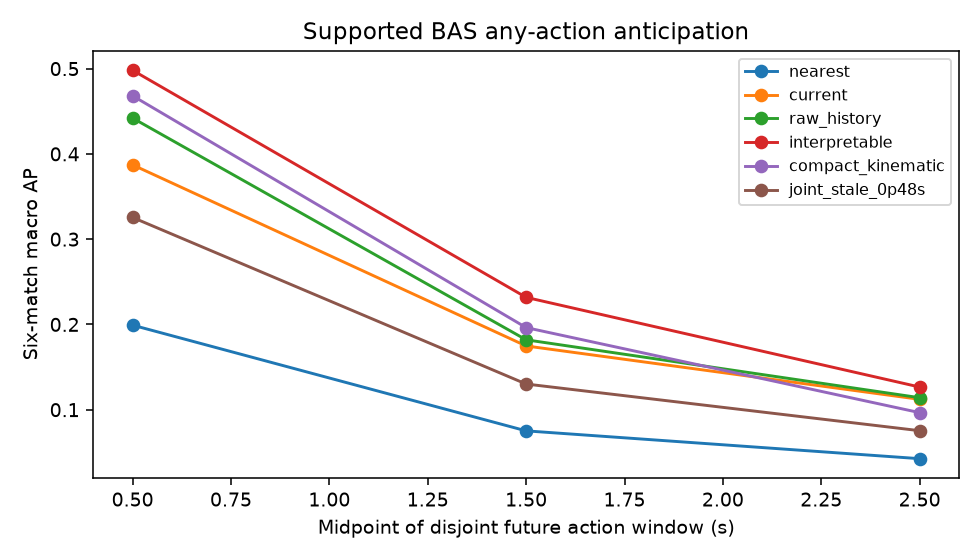 Supported BAS any-action anticipation
Six-match macro AP
0.5
0.4
0.3
0.2
0.1
nearest
current
raw_history
interpretable
compact_kinematic
joint_stale_0p48s
0.50 0.75 1.00 1.25 1.50 1.75 2.00 2.25 2.50
Midpoint of disjoint future action window (s)